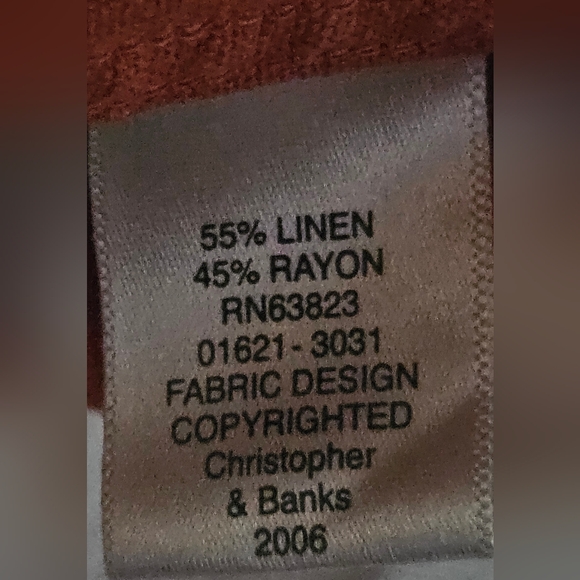 55% LINEN
45% RAYON
RN63823
01621-3031
FABRIC DESIGN
COPYRIGHTED
Christopher
& Banks
2006